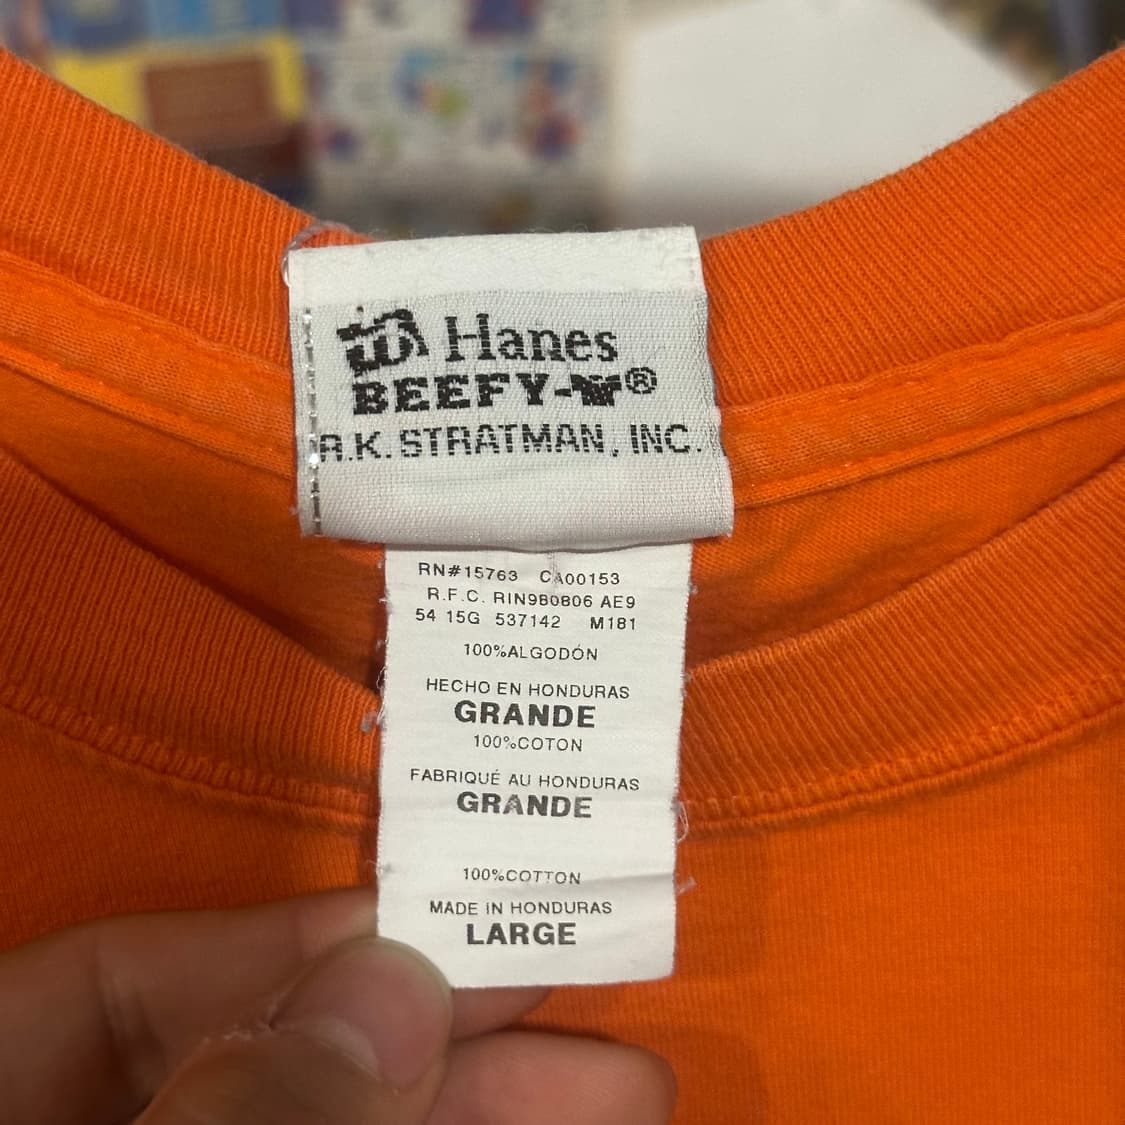 Hanes
BEEFY-T®
R.K. STRATMAN, INC.
RN#15763 CA00153
R.F.C. RIN980806 AE9
54 15G 537142 M181
100%ALGODÓN
HECHO EN HONDURAS
GRANDE
100%COTON
FABRIQUÉ AU HONDURAS
GRANDE
100%COTTON
MADE IN HONDURAS
LARGE